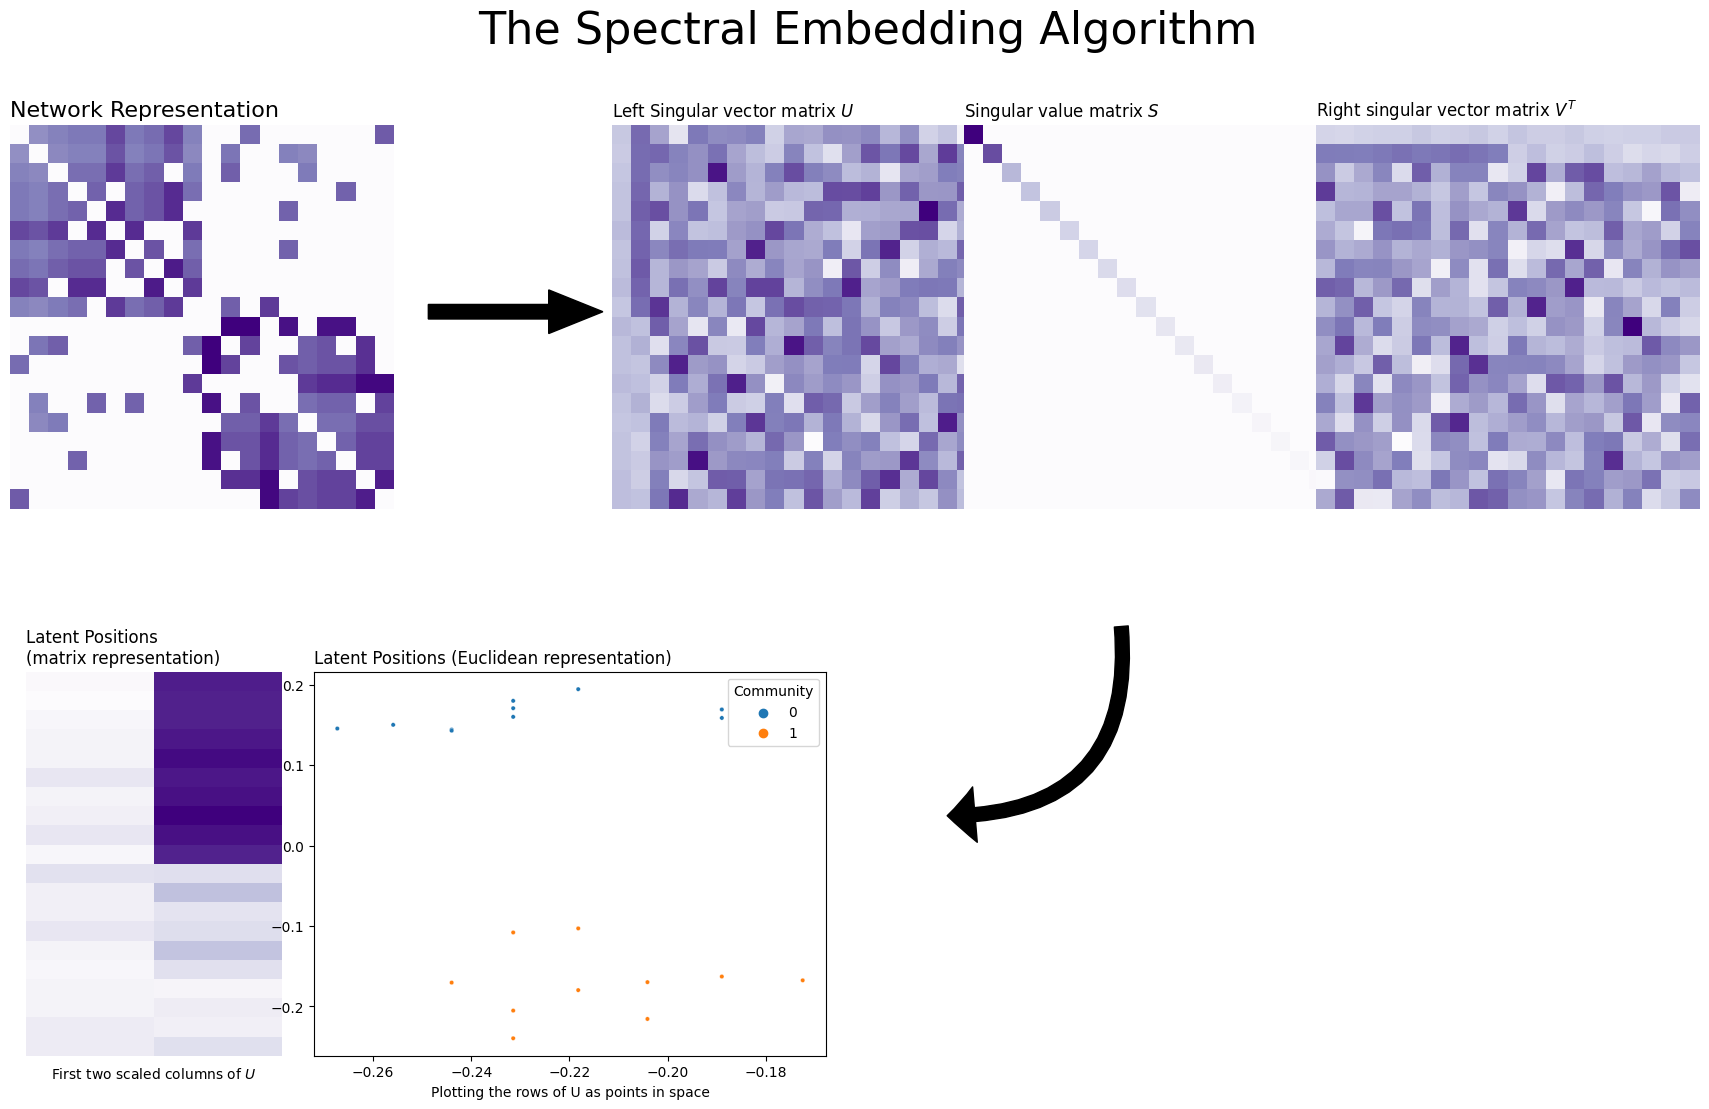 The Spectral Embedding Algorithm
Network Representation
Left Singular vector matrix U
Singular value matrix S
Right singular vector matrix V^T
Latent Positions
(matrix representation)
First two scaled columns of U
Latent Positions (Euclidean representation)
Community
0
1
0.2
0.1
0.0
−0.1
−0.2
−0.26 −0.24 −0.22 −0.20 −0.18
Plotting the rows of U as points in space